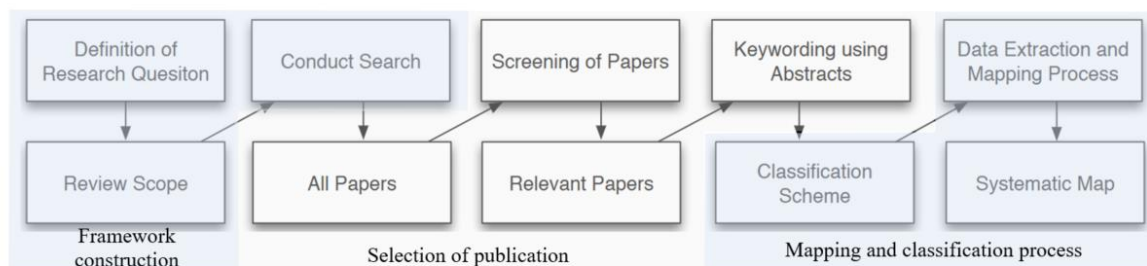 Definition of
Research Quesiton
Conduct Search
Screening of Papers
Keywording using
Abstracts
Data Extraction and
Mapping Process
Review Scope
All Papers
Relevant Papers
Classification
Scheme
Systematic Map
Framework
construction
Selection of publication
Mapping and classification process